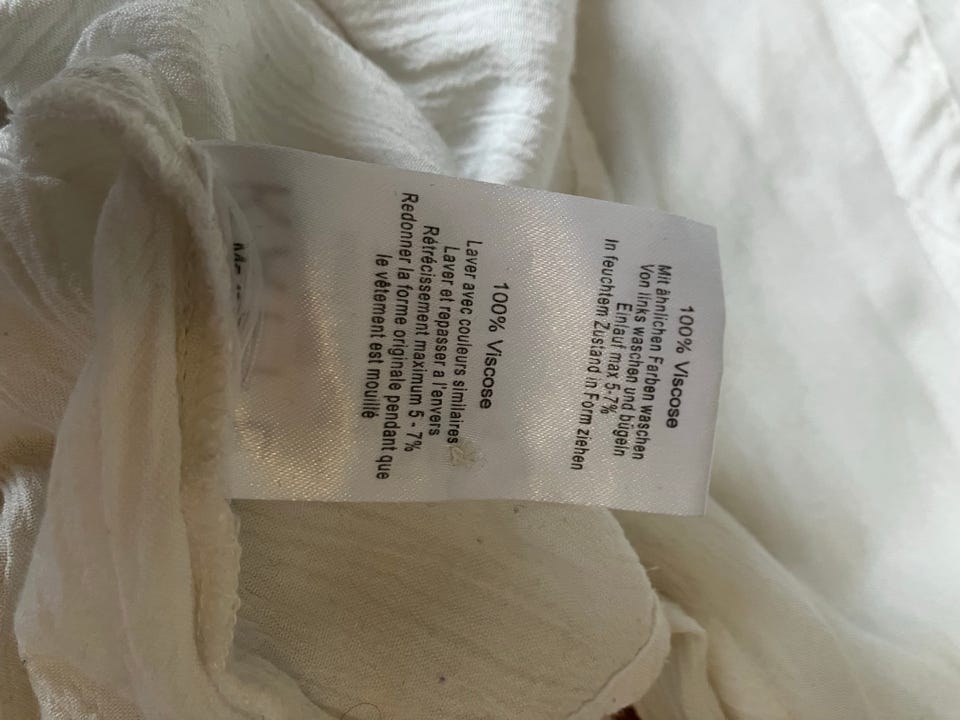 100% Viscose
Mit ähnlichen Farben waschen
Von links waschen und bügeln
Einlauf max 5-7%
In feuchtem Zustand in Form ziehen
100% Viscose
Laver avec couleurs similaires
Laver et repasser a l'envers
Rétrécissement maximum 5 - 7%
Redonner la forme originale pendant que
le vêtement est mouillé